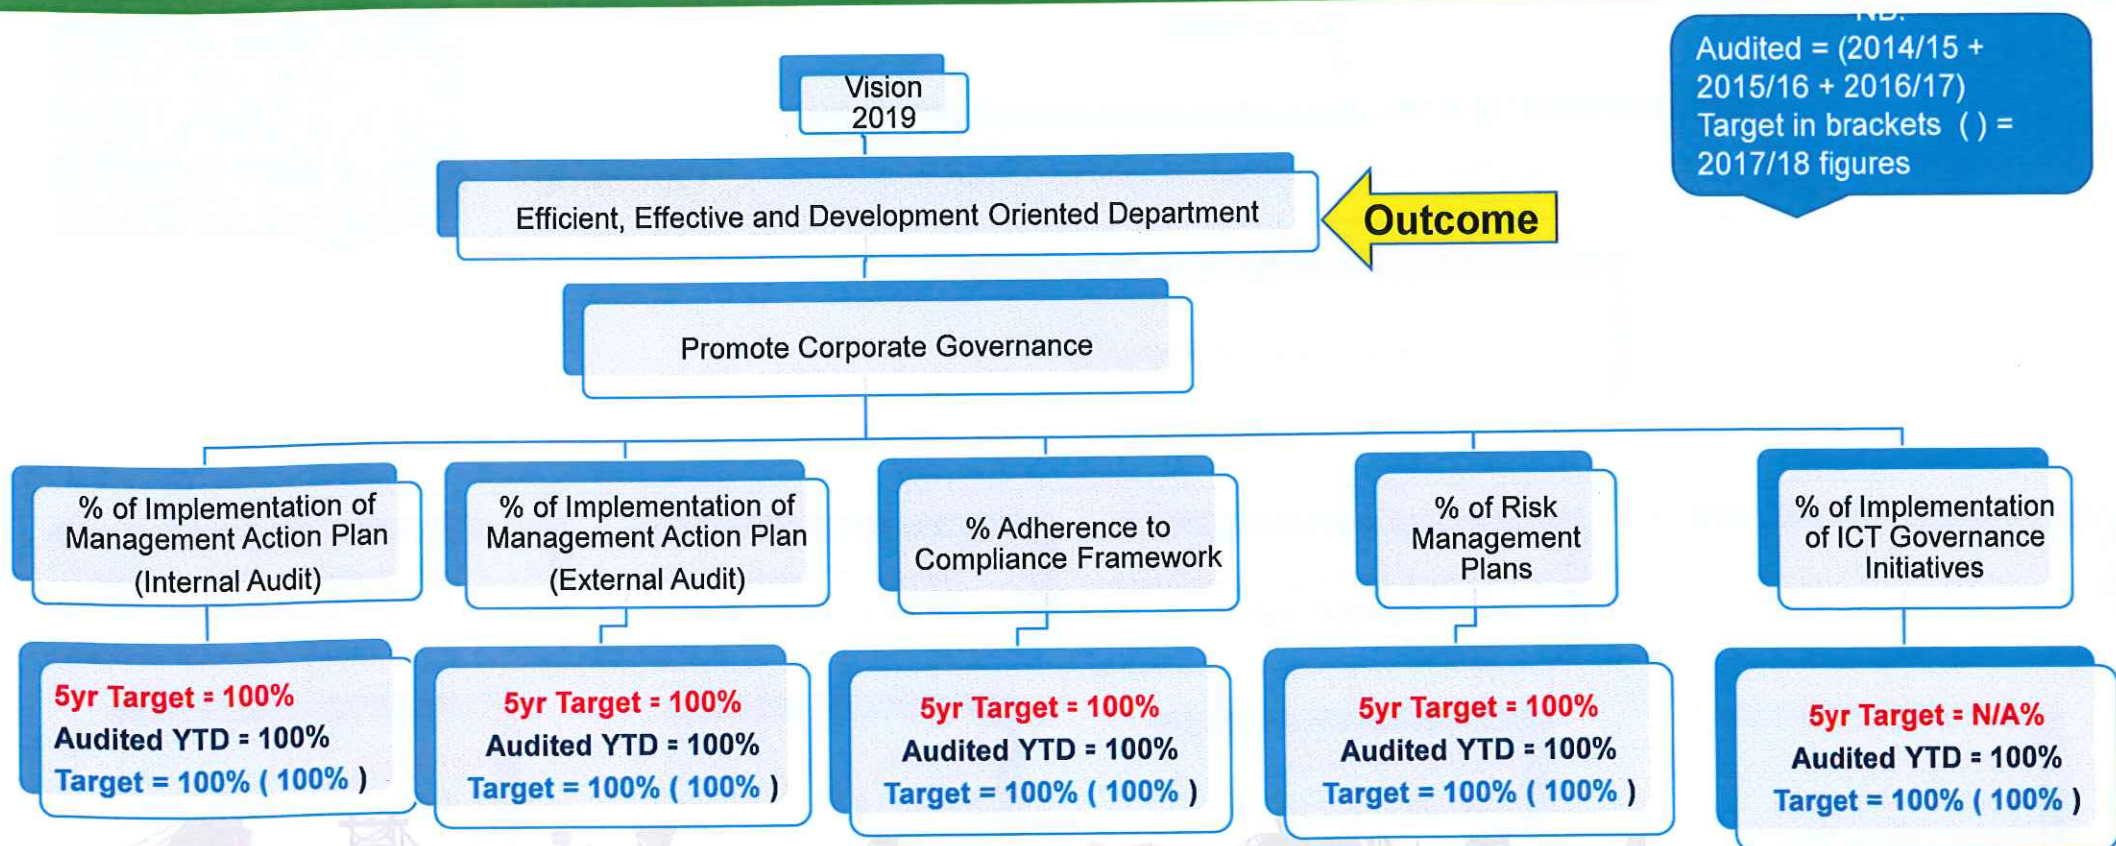 NB:
Audited = (2014/15 +
2015/16 + 2016/17)
Target in brackets ( ) =
2017/18 figures
Vision
2019
Efficient, Effective and Development Oriented Department
Outcome
Promote Corporate Governance
% of Implementation of
Management Action Plan
(Internal Audit)
% of Implementation of
Management Action Plan
(External Audit)
% Adherence to
Compliance Framework
% of Risk
Management
Plans
% of Implementation
of ICT Governance
Initiatives
5yr Target = 100%
Audited YTD = 100%
Target = 100% ( 100% )
5yr Target = 100%
Audited YTD = 100%
Target = 100% ( 100% )
5yr Target = 100%
Audited YTD = 100%
Target = 100% ( 100% )
5yr Target = 100%
Audited YTD = 100%
Target = 100% ( 100% )
5yr Target = N/A%
Audited YTD = 100%
Target = 100% ( 100% )